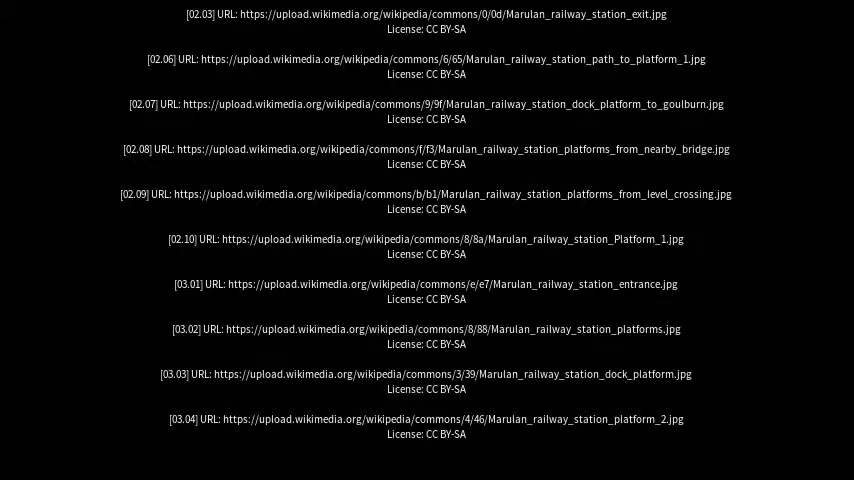 [02.03] URL: https://upload.wikimedia.org/wikipedia/commons/0/0d/Marulan_railway_station_exit.jpg
License: CC BY-SA
[02.06] URL: https://upload.wikimedia.org/wikipedia/commons/6/65/Marulan_railway_station_path_to_platform_1.jpg
License: CC BY-SA
[02.07] URL: https://upload.wikimedia.org/wikipedia/commons/9/9f/Marulan_railway_station_dock_platform_to_goulburn.jpg
License: CC BY-SA
[02.08] URL: https://upload.wikimedia.org/wikipedia/commons/f/f3/Marulan_railway_station_platforms_from_nearby_bridge.jpg
License: CC BY-SA
[02.09] URL: https://upload.wikimedia.org/wikipedia/commons/b/b1/Marulan_railway_station_platforms_from_level_crossing.jpg
License: CC BY-SA
[02.10] URL: https://upload.wikimedia.org/wikipedia/commons/8/8a/Marulan_railway_station_Platform_1.jpg
License: CC BY-SA
[03.01] URL: https://upload.wikimedia.org/wikipedia/commons/e/e7/Marulan_railway_station_entrance.jpg
License: CC BY-SA
[03.02] URL: https://upload.wikimedia.org/wikipedia/commons/8/88/Marulan_railway_station_platforms.jpg
License: CC BY-SA
[03.03] URL: https://upload.wikimedia.org/wikipedia/commons/3/39/Marulan_railway_station_dock_platform.jpg
License: CC BY-SA
[03.04] URL: https://upload.wikimedia.org/wikipedia/commons/4/46/Marulan_railway_station_platform_2.jpg
License: CC BY-SA